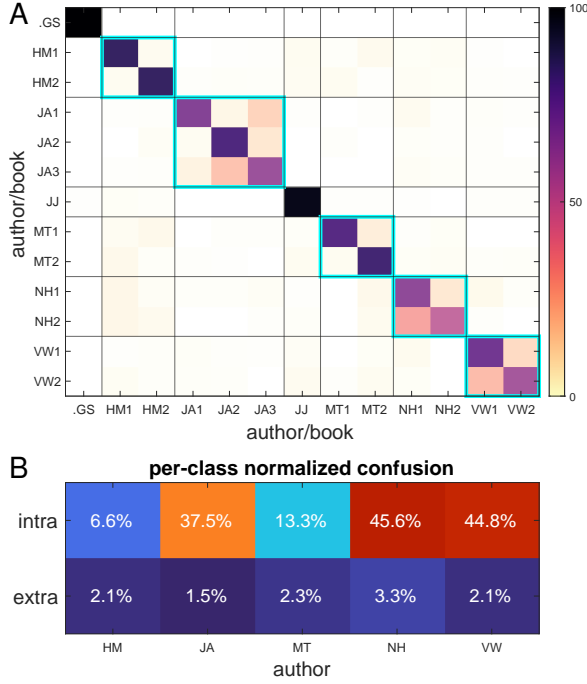 A
.GS
HM1
HM2
JA1
JA2
JA3
JJ
MT1
MT2
NH1
NH2
VW1
VW2
author/book
100
50
0
.GS HM1 HM2 JA1 JA2 JA3 JJ MT1 MT2 NH1 NH2 VW1 VW2
author/book
B
per-class normalized confusion
intra 6.6% 37.5% 13.3% 45.6% 44.8%
extra 2.1% 1.5% 2.3% 3.3% 2.1%
HM JA MT NH VW
author